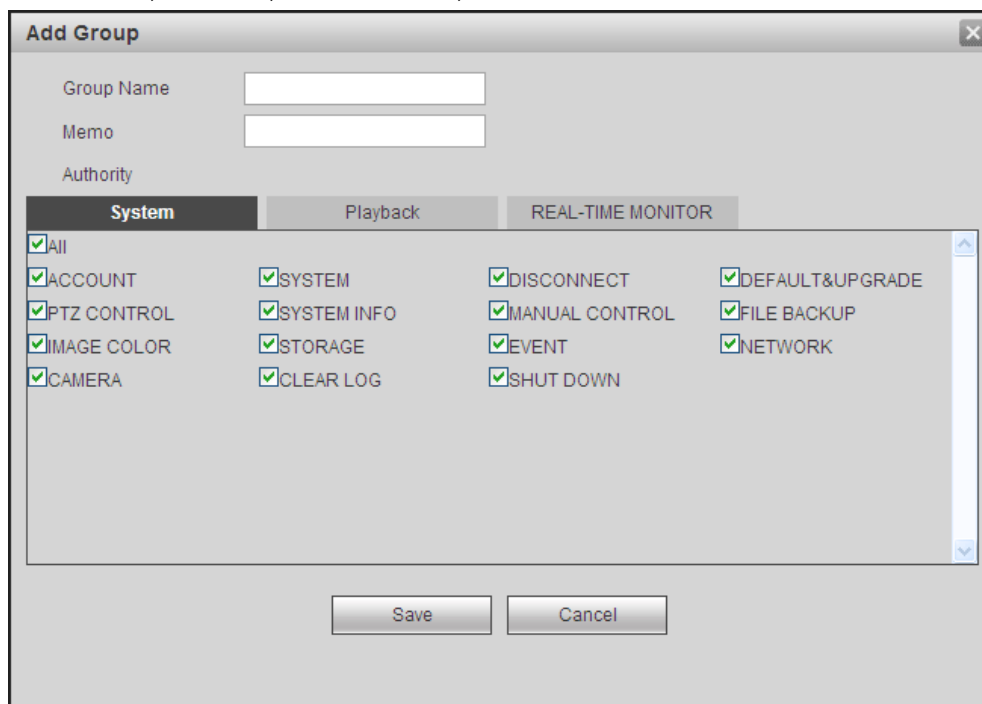 Add Group
Group Name
Memo
Authority
System Playback REAL-TIME MONITOR
All
ACCOUNT SYSTEM DISCONNECT DEFAULT&UPGRADE
PTZ CONTROL SYSTEM INFO MANUAL CONTROL FILE BACKUP
IMAGE COLOR STORAGE EVENT NETWORK
CAMERA CLEAR LOG SHUT DOWN
Save Cancel